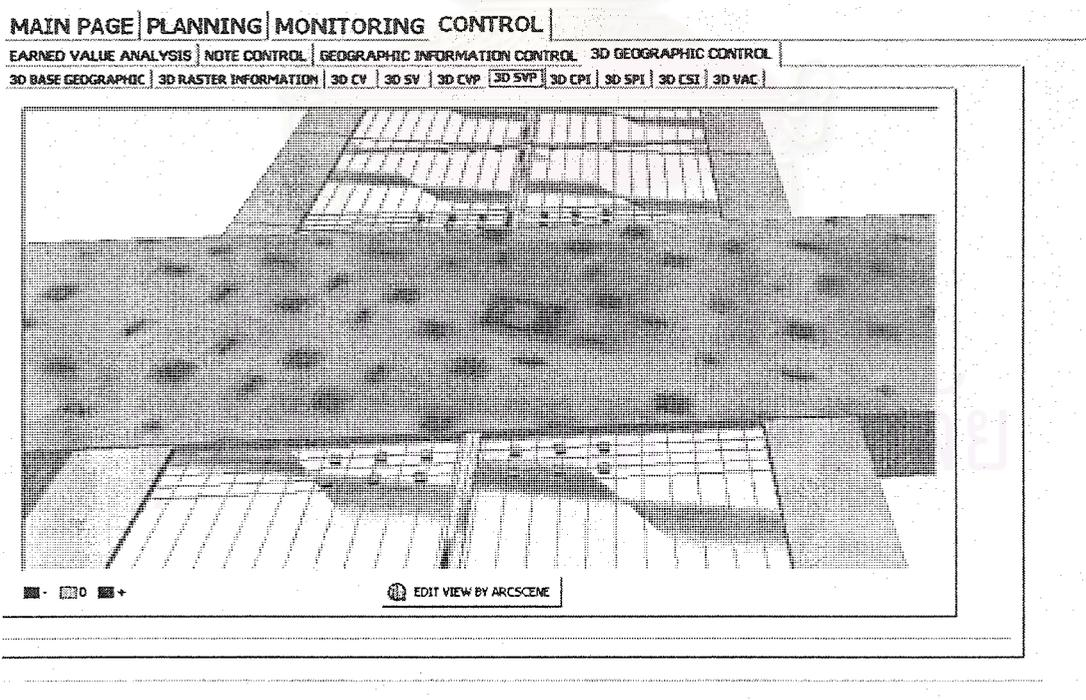 MAIN PAGE PLANNING MONITORING CONTROL
EARNED VALUE ANALYSIS NOTE CONTROL GEOGRAPHIC INFORMATION CONTROL 3D GEOGRAPHIC CONTROL
3D BASE GEOGRAPHIC 3D RASTER INFORMATION 3D CV 3D SV 3D CVP 3D SVP 3D CPI 3D SPI 3D CSI 3D VAC
- 0 +
EDIT VIEW BY ARCSCENE